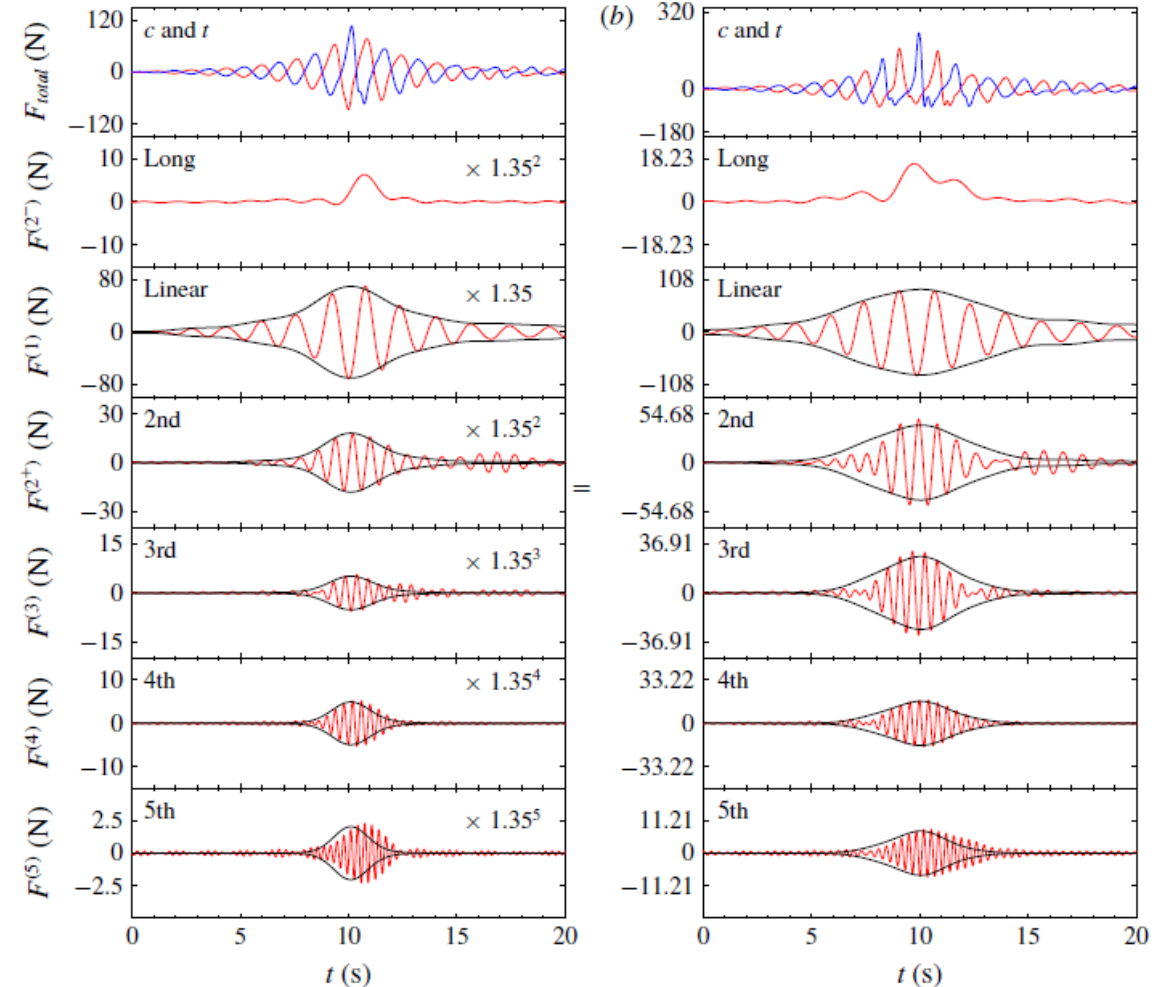 (b)
F_total (N)
120
0
−120
c and t
F^(2−) (N)
10
0
−10
Long
× 1.35²
F^(1) (N)
80
0
−80
Linear
× 1.35
F^(2+) (N)
30
0
−30
2nd
× 1.35²
=
F^(3) (N)
15
0
−15
3rd
× 1.35³
F^(4) (N)
10
0
−10
4th
× 1.35⁴
F^(5) (N)
2.5
0
−2.5
5th
× 1.35⁵
0 5 10 15 20
t (s)
320
0
−180
c and t
18.23
0
−18.23
Long
108
0
−108
Linear
54.68
0
−54.68
2nd
36.91
0
−36.91
3rd
33.22
0
−33.22
4th
11.21
0
−11.21
5th
0 5 10 15 20
t (s)